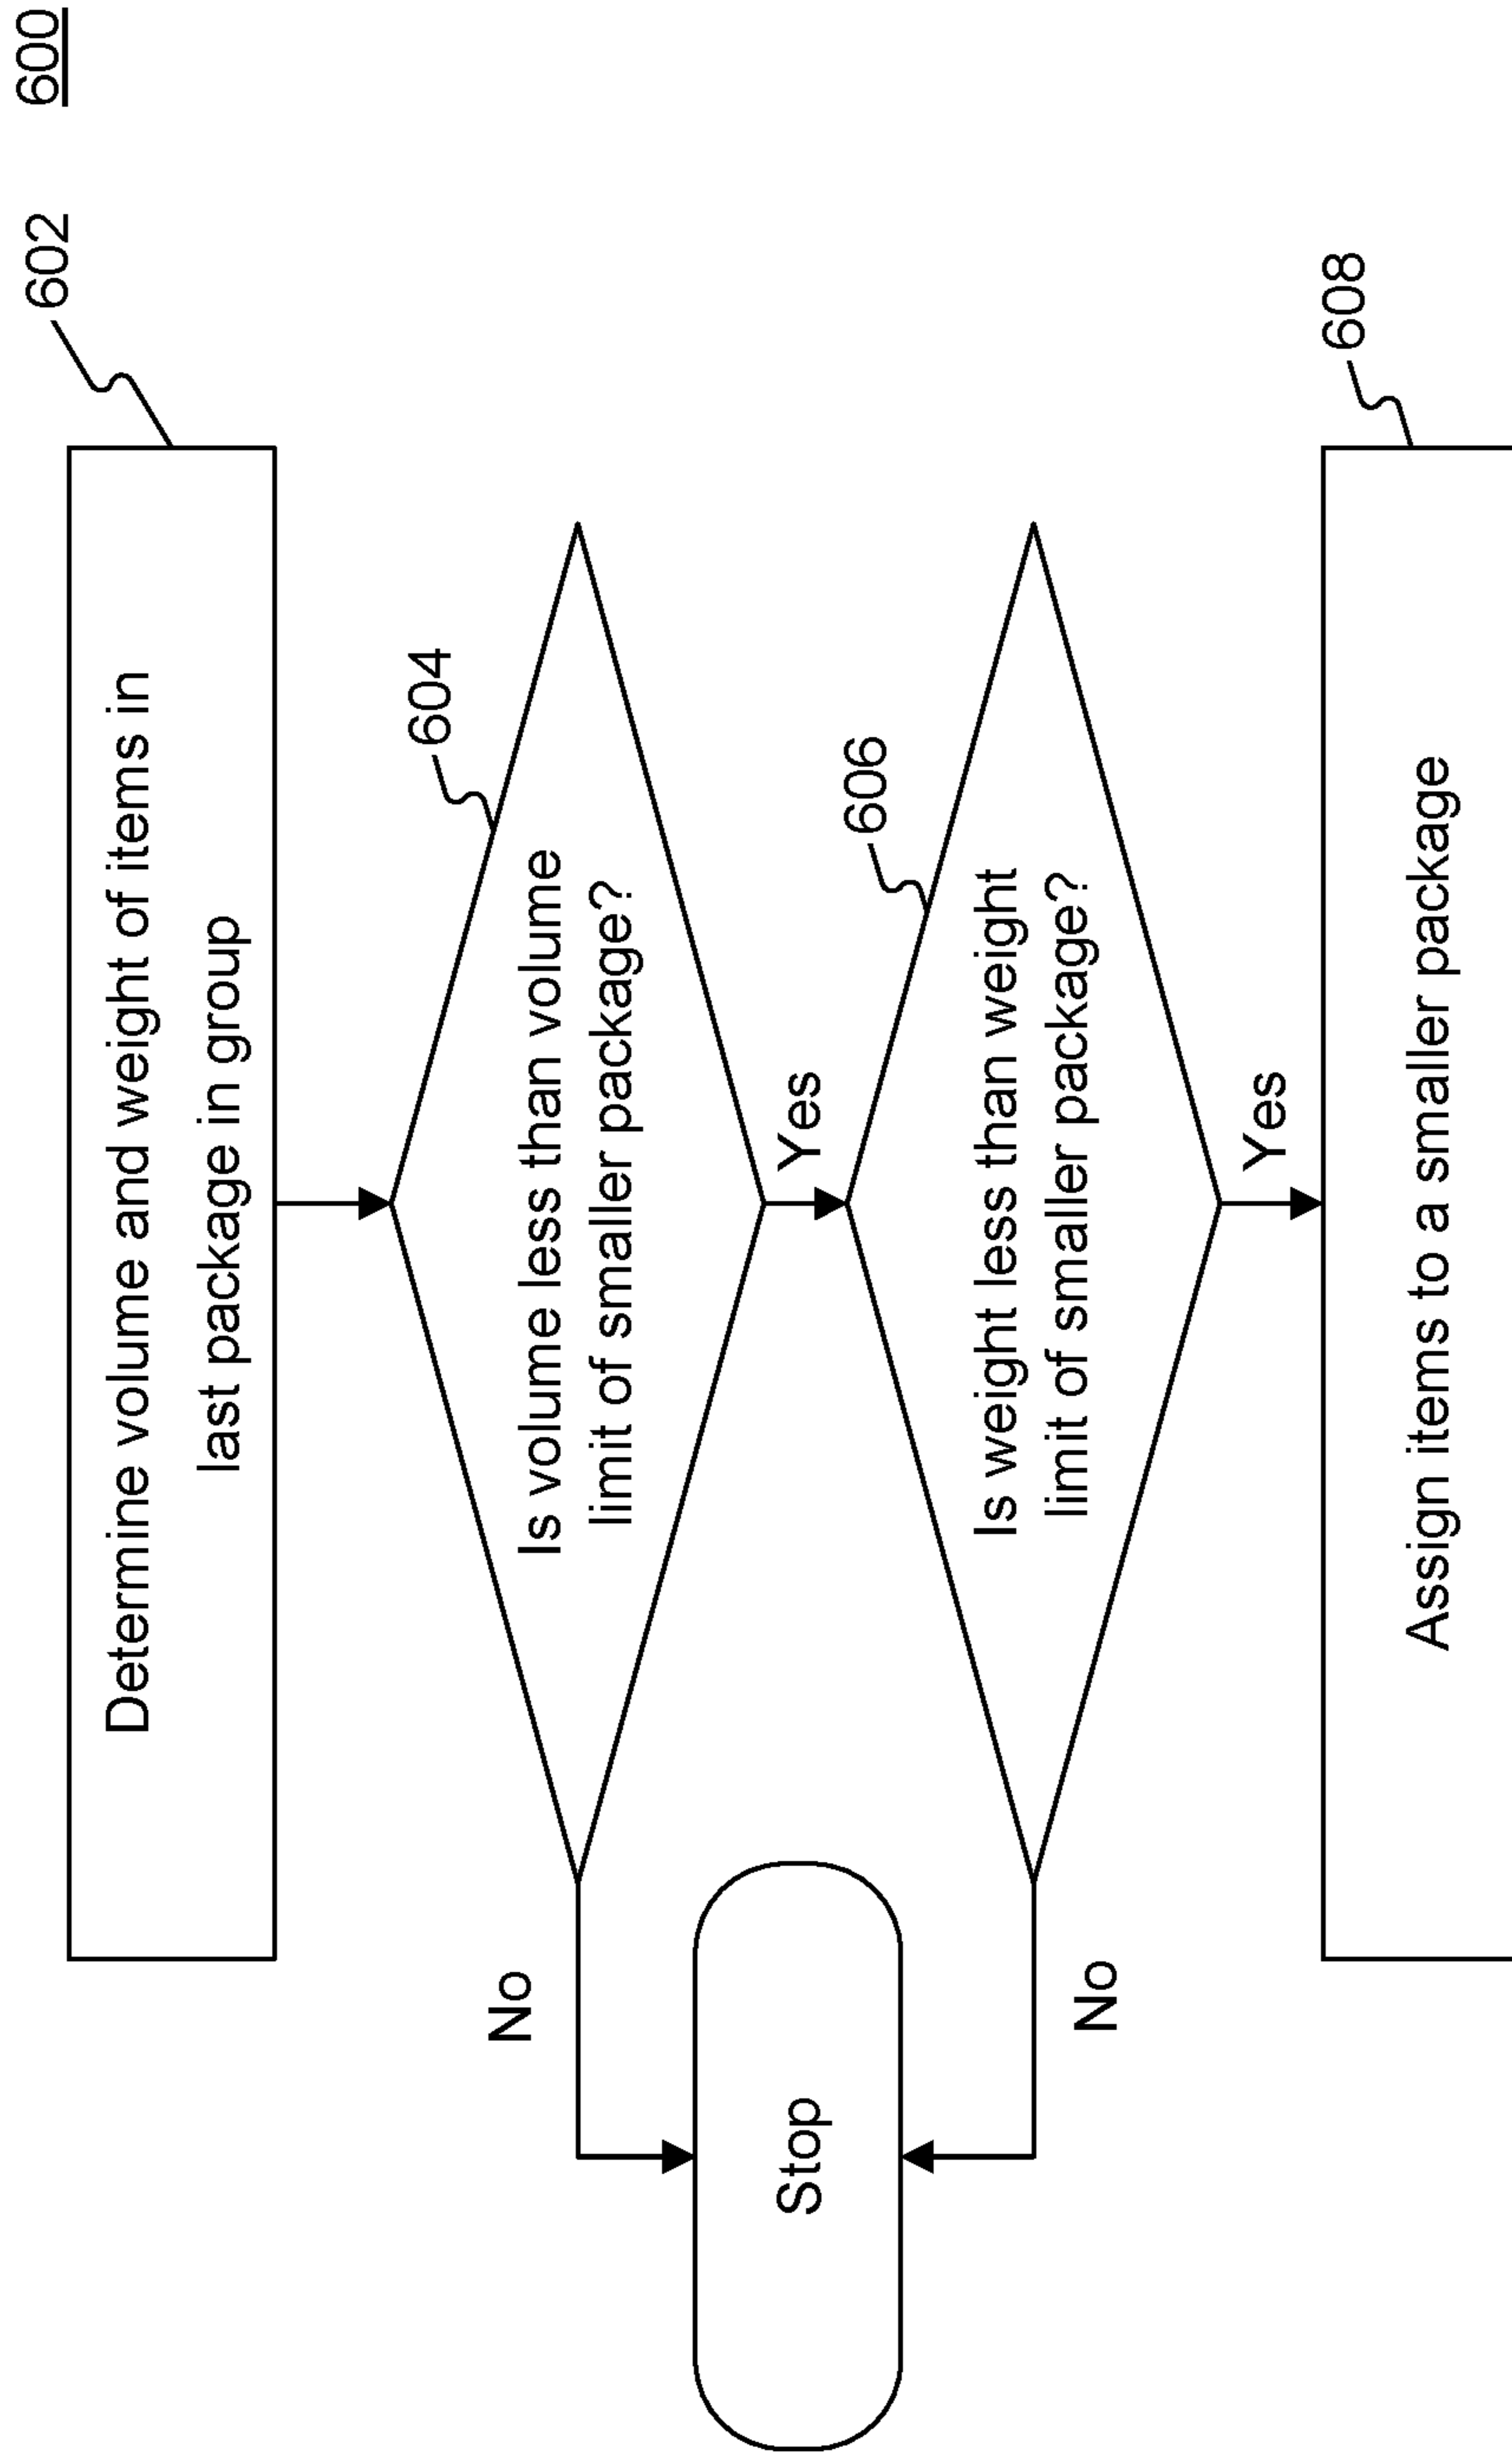 600
602
Determine volume and weight of items in
last package in group
604
Is volume less than volume
limit of smaller package?
No
Yes
Stop
606
Is weight less than weight
limit of smaller package?
No
Yes
608
Assign items to a smaller package